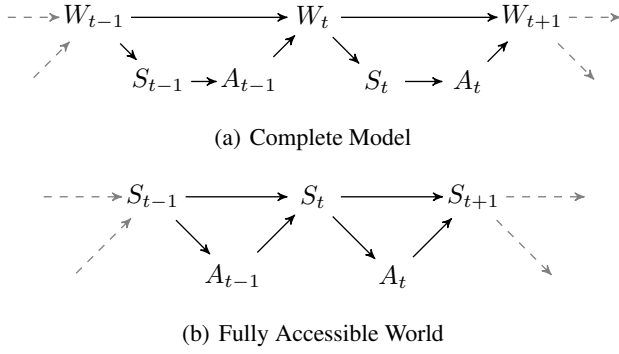 W_{t−1} W_t W_{t+1}
S_{t−1} A_{t−1} S_t A_t
(a) Complete Model
S_{t−1} S_t S_{t+1}
A_{t−1} A_t
(b) Fully Accessible World